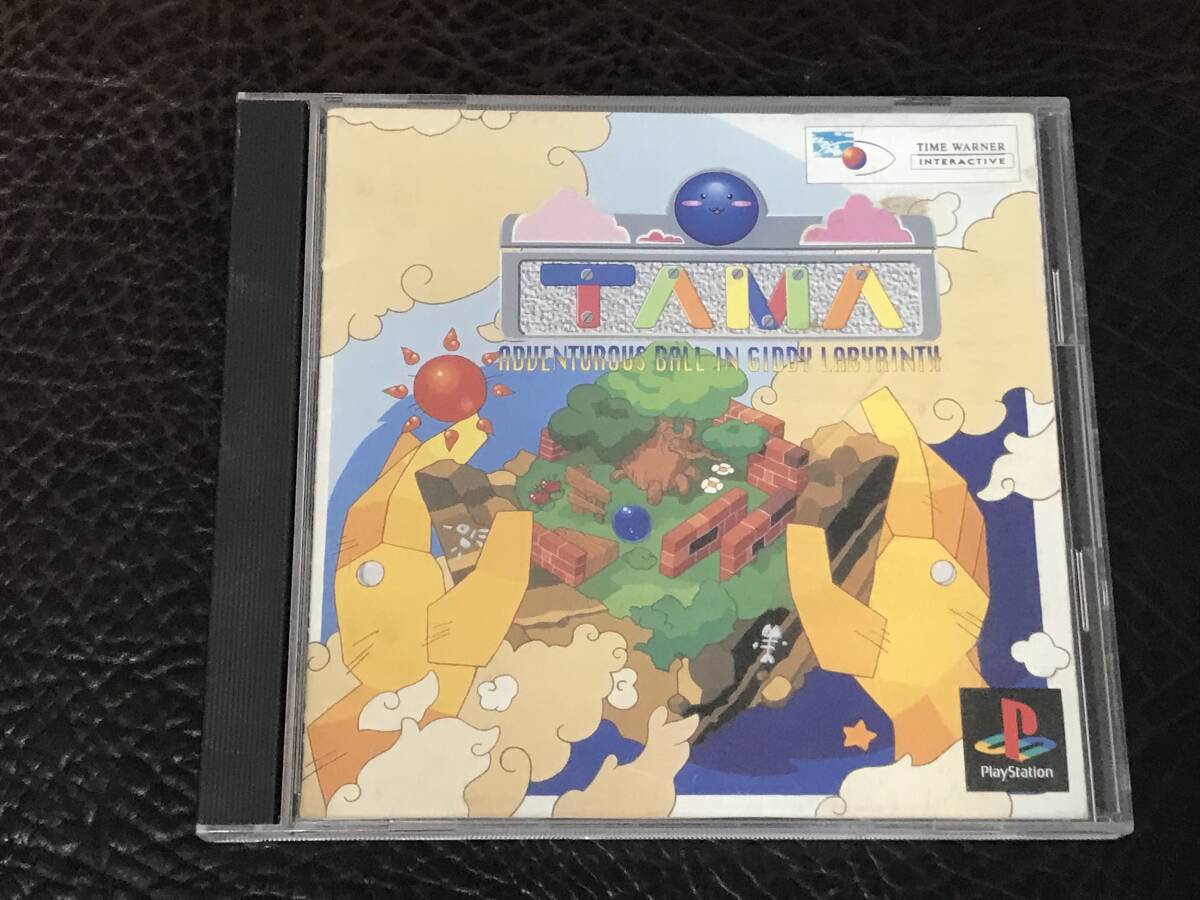 TIME WARNER
INTERACTIVE
TAMA
ADVENTUROUS BALL IN GIDDY LABYRINTH
PlayStation